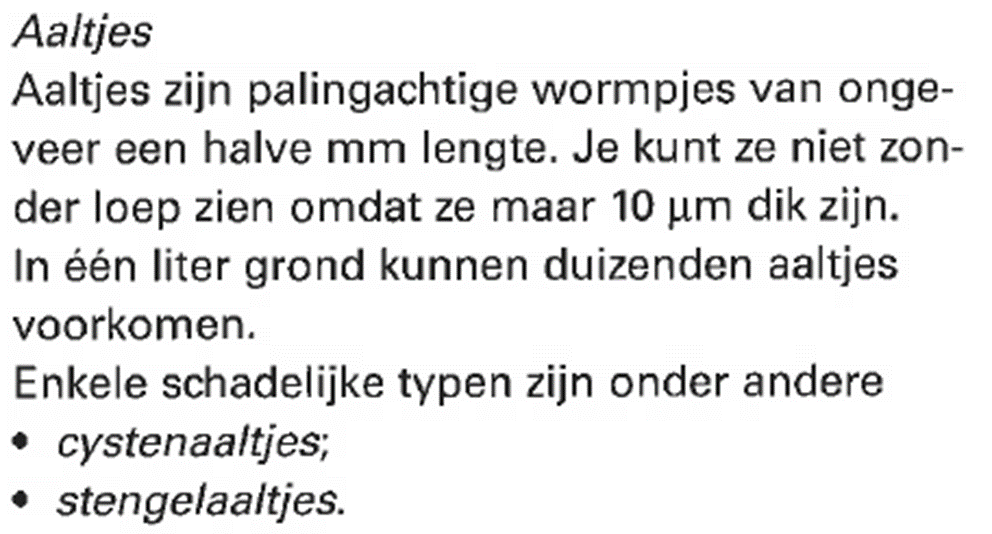 Aaltjes
Aaltjes zijn palingachtige wormpjes van onge-
veer een halve mm lengte. Je kunt ze niet zon-
der loep zien omdat ze maar 10 μm dik zijn.
In één liter grond kunnen duizenden aaltjes
voorkomen.
Enkele schadelijke typen zijn onder andere
• cystenaaltjes;
• stengelaaltjes.